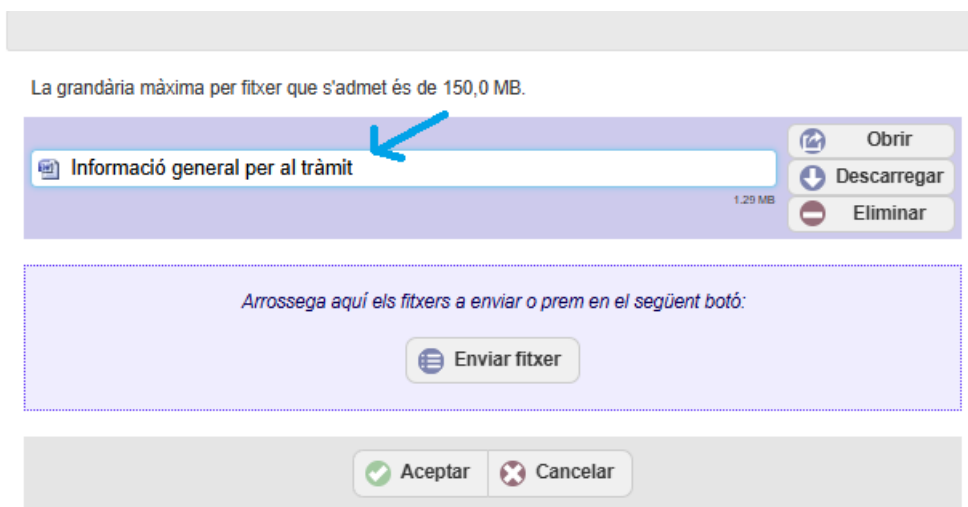 La grandària màxima per fitxer que s'admet és de 150,0 MB.
Informació general per al tràmit
1.29 MB
Obrir
Descarregar
Eliminar
Arrossega aquí els fitxers a enviar o prem en el següent botó:
Enviar fitxer
Aceptar
Cancelar